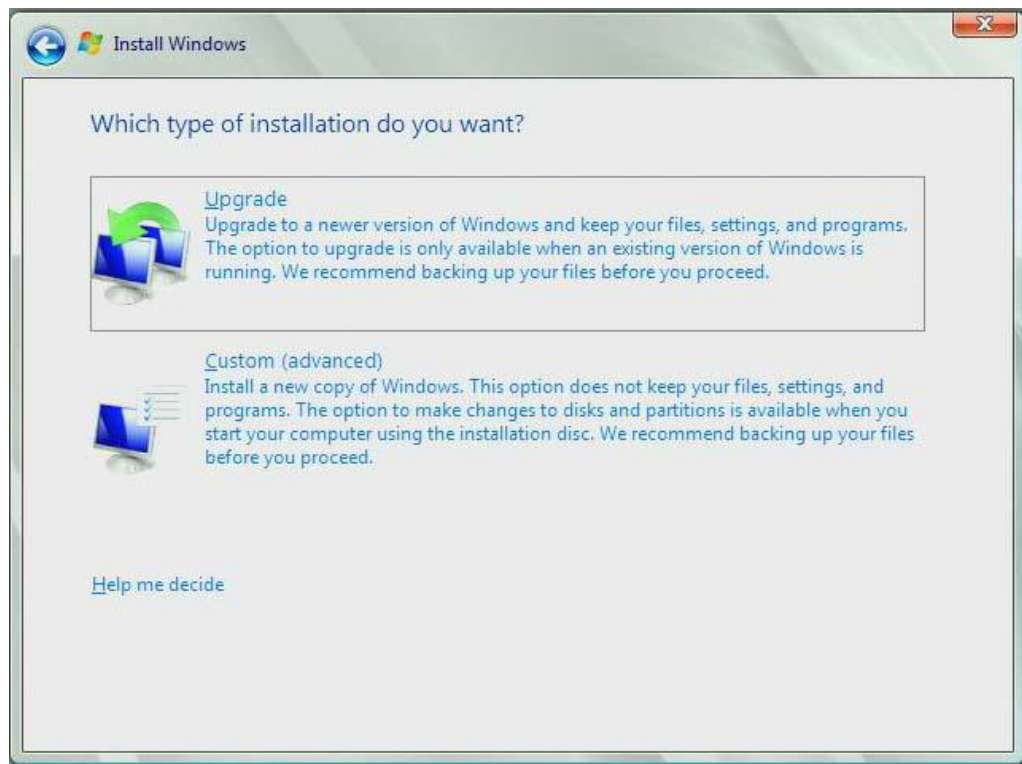 Install Windows
Which type of installation do you want?
Upgrade
Upgrade to a newer version of Windows and keep your files, settings, and programs.
The option to upgrade is only available when an existing version of Windows is
running. We recommend backing up your files before you proceed.
Custom (advanced)
Install a new copy of Windows. This option does not keep your files, settings, and
programs. The option to make changes to disks and partitions is available when you
start your computer using the installation disc. We recommend backing up your files
before you proceed.
Help me decide